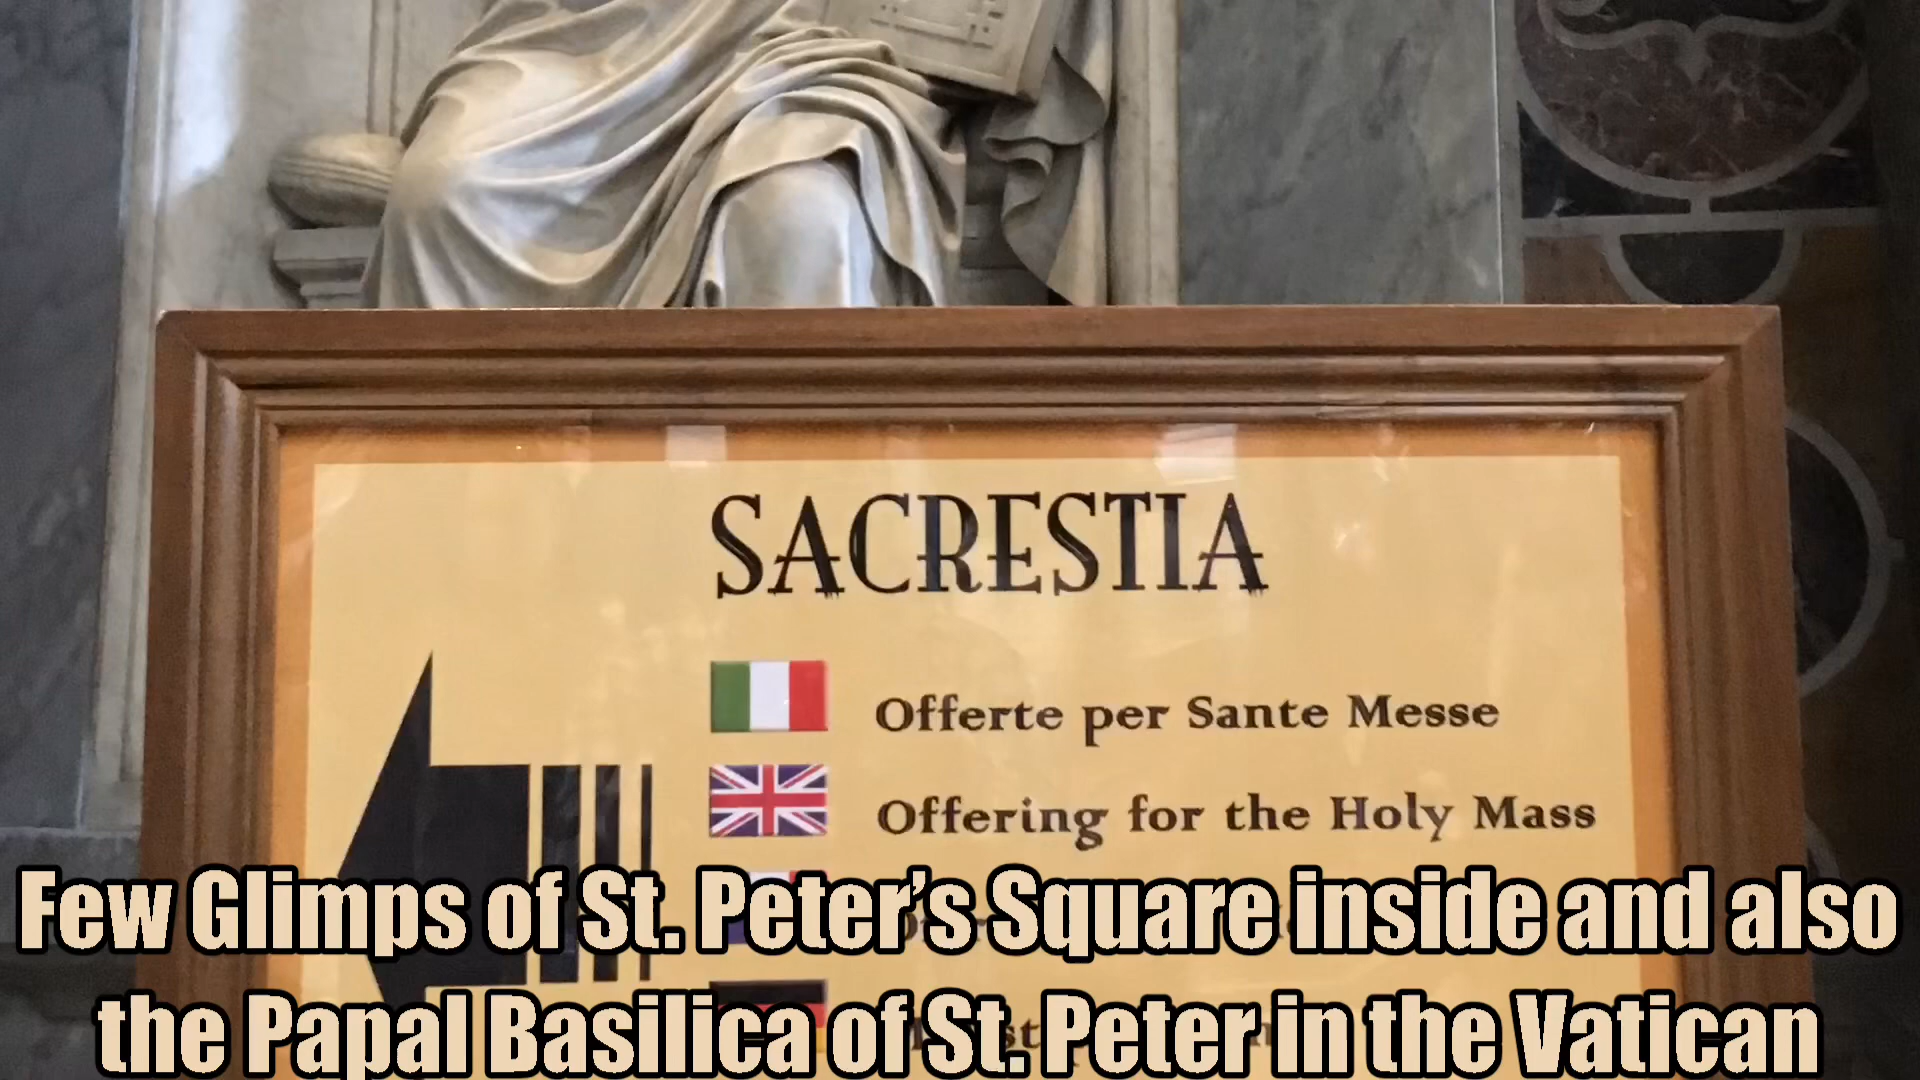 SACRESTIA
Offerte per Sante Messe
Offering for the Holy Mass
Few Glimps of St. Peter’s Square inside and also
the Papal Basilica of St. Peter in the Vatican